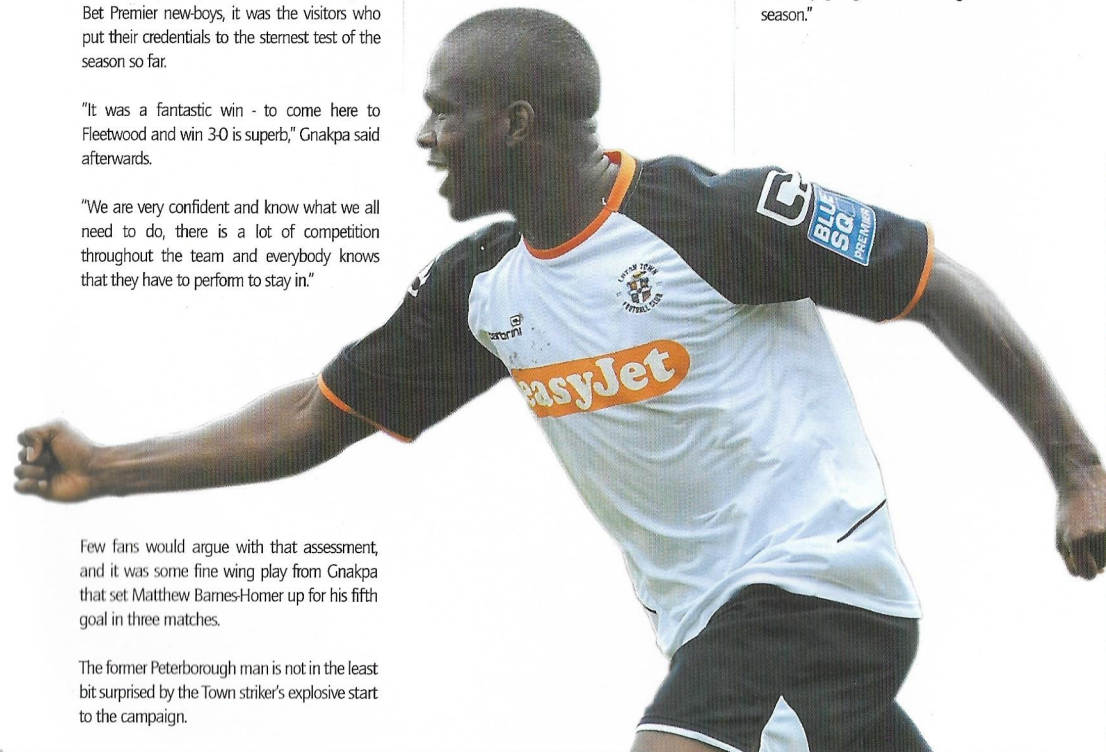 Bet Premier new-boys, it was the visitors who
put their credentials to the sternest test of the
season so far.
"It was a fantastic win - to come here to
Fleetwood and win 3-0 is superb," Gnakpa said
afterwards.
"We are very confident and know what we all
need to do, there is a lot of competition
throughout the team and everybody knows
that they have to perform to stay in."
Few fans would argue with that assessment,
and it was some fine wing play from Gnakpa
that set Matthew Barnes-Homer up for his fifth
goal in three matches.
The former Peterborough man is not in the least
bit surprised by the Town striker's explosive start
to the campaign.
season."
BLUE
SQ
PREMIER
LUTON TOWN
FOOTBALL CLUB
carbrini
easyJet